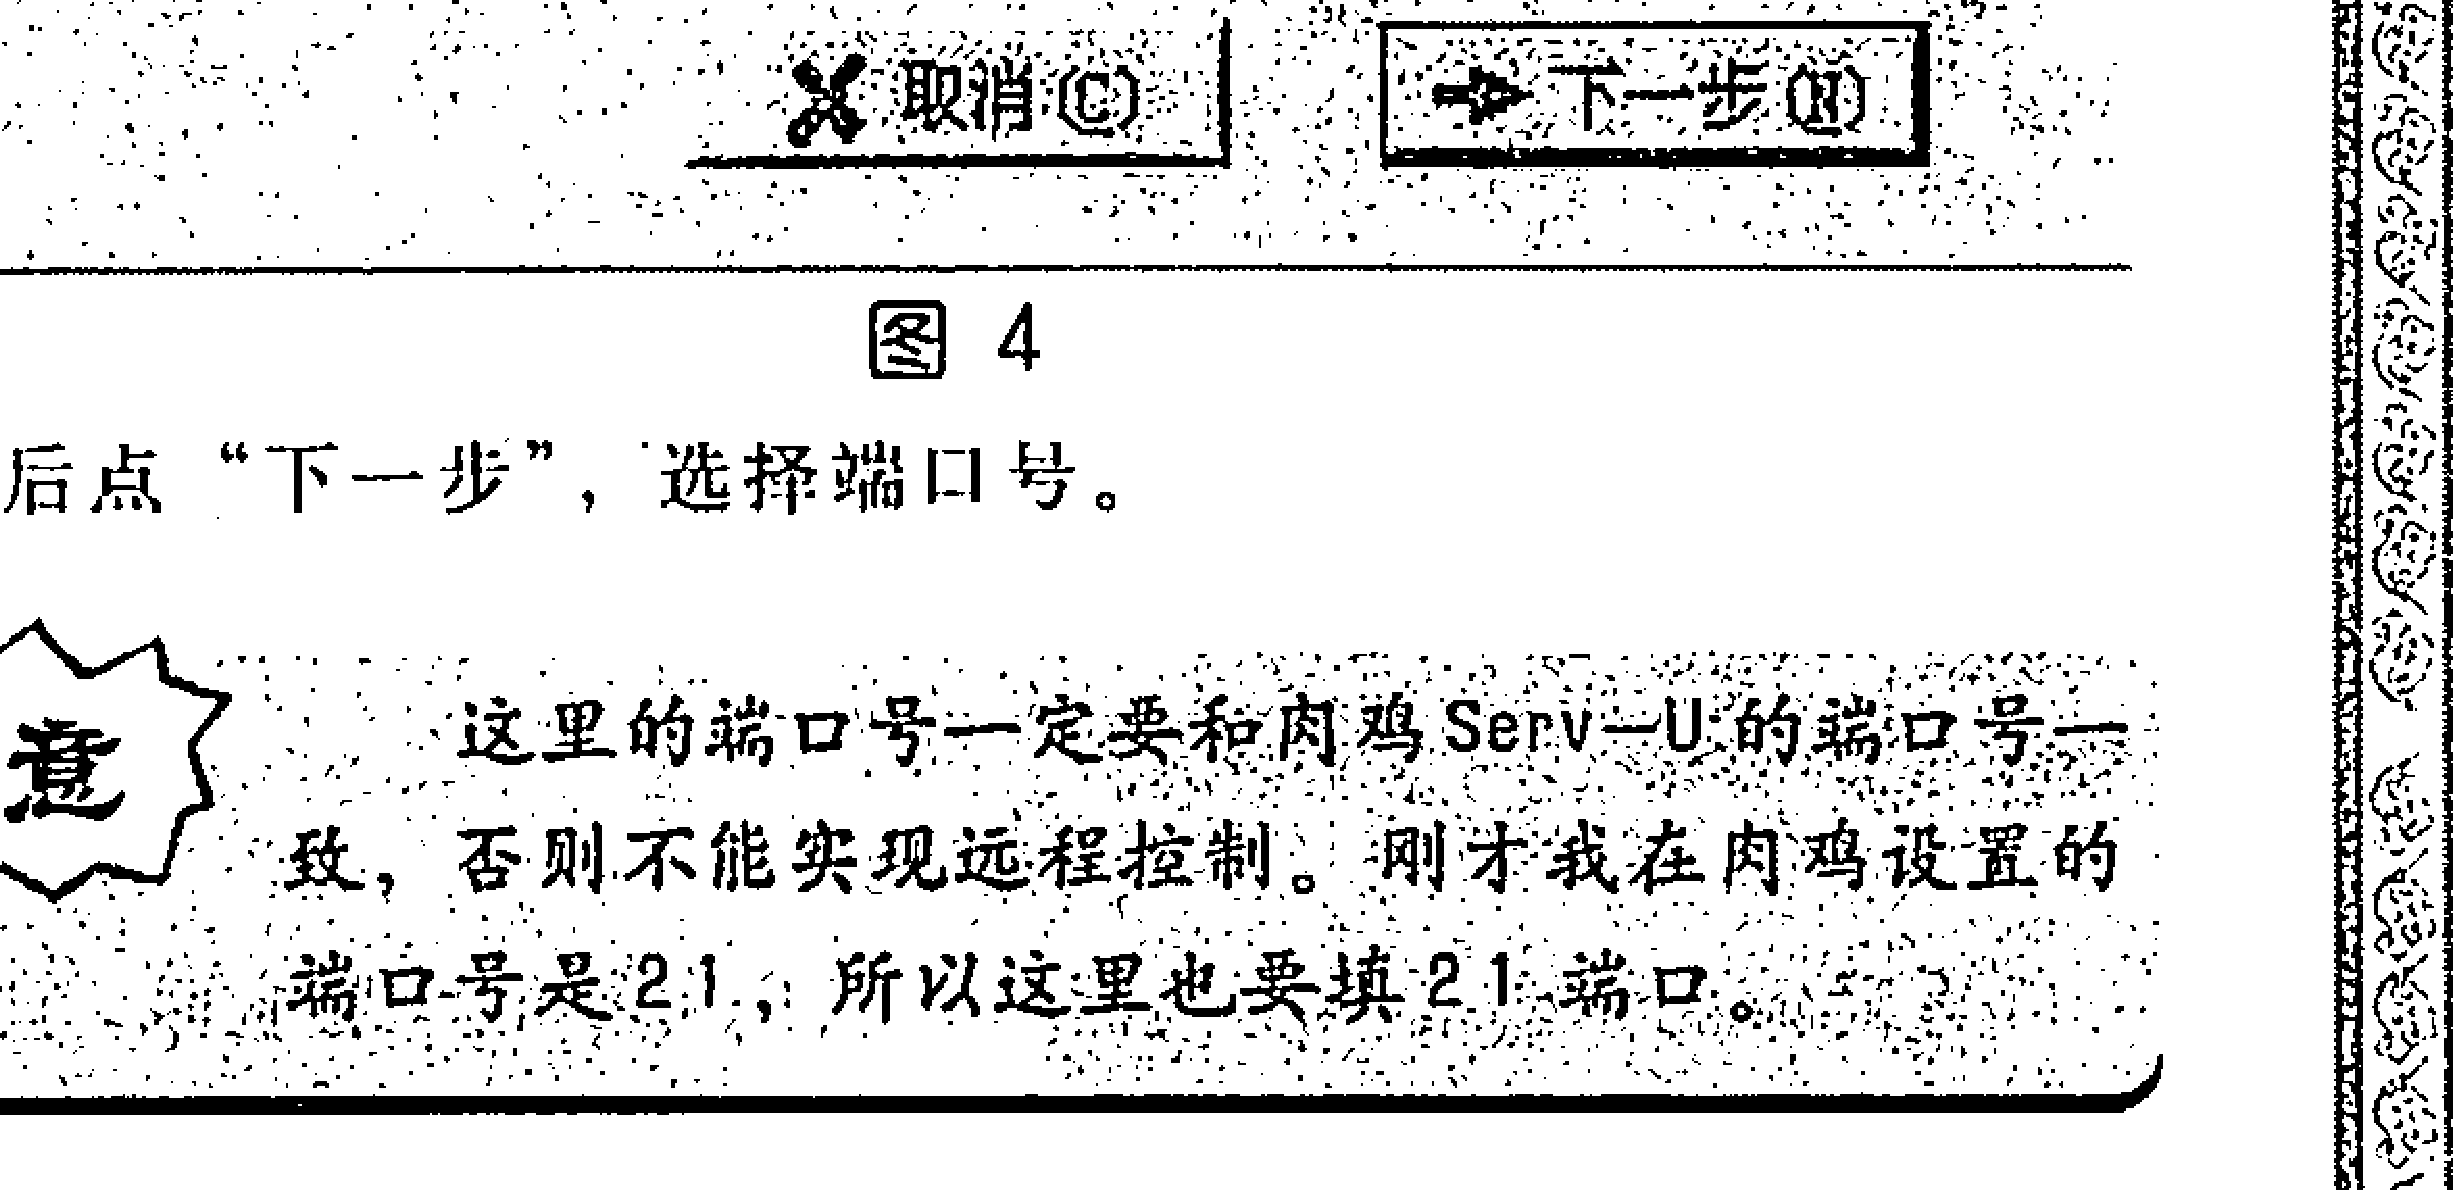 取消(C) 下一步(N)
图 4
后点“下一步”，选择端口号。
意
这里的端口号一定要和肉鸡Serv—U的端口号一
致，否则不能实现远程控制。刚才我在肉鸡设置的
端口号是21，所以这里也要填21端口。